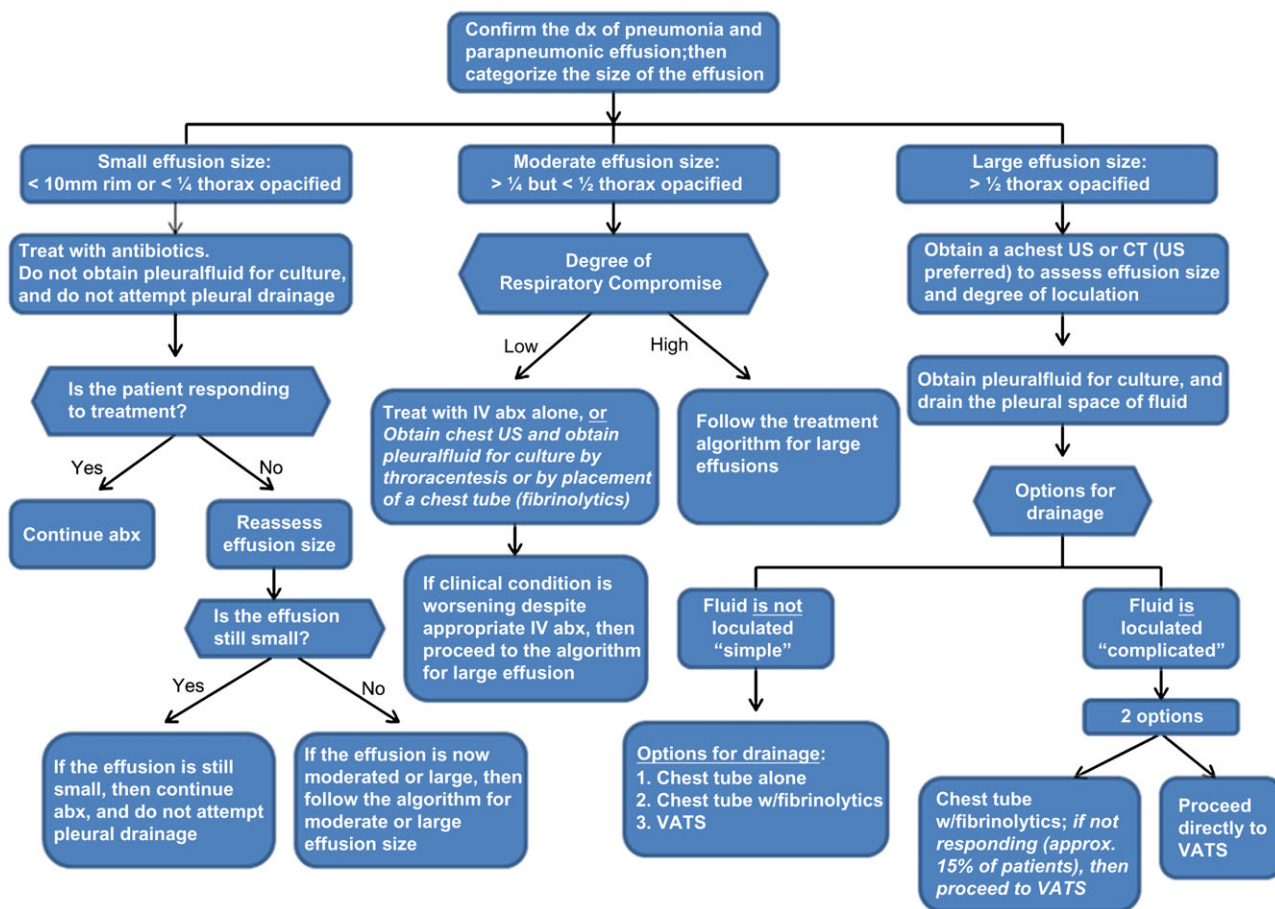 Confirm the dx of pneumonia and
parapneumonic effusion;then
categorize the size of the effusion
Small effusion size:
< 10mm rim or < ¼ thorax opacified
Moderate effusion size:
> ¼ but < ½ thorax opacified
Large effusion size:
> ½ thorax opacified
Treat with antibiotics.
Do not obtain pleuralfluid for culture,
and do not attempt pleural drainage
Degree of
Respiratory Compromise
Obtain a achest US or CT (US
preferred) to assess effusion size
and degree of loculation
Low
High
Is the patient responding
to treatment?
Treat with IV abx alone, or
Obtain chest US and obtain
pleuralfluid for culture by
throracentesis or by placement
of a chest tube (fibrinolytics)
Follow the treatment
algorithm for large
effusions
Obtain pleuralfluid for culture, and
drain the pleural space of fluid
Yes
No
Continue abx
Reassess
effusion size
Options for
drainage
If clinical condition is
worsening despite
appropriate IV abx, then
proceed to the algorithm
for large effusion
Is the effusion
still small?
Fluid is not
loculated
“simple”
Fluid is
loculated
“complicated”
Yes
No
2 options
If the effusion is still
small, then continue
abx, and do not attempt
pleural drainage
If the effusion is now
moderated or large, then
follow the algorithm for
moderate or large
effusion size
Options for drainage:
1. Chest tube alone
2. Chest tube w/fibrinolytics
3. VATS
Chest tube
w/fibrinolytics; if not
responding (approx.
15% of patients), then
proceed to VATS
Proceed
directly to
VATS